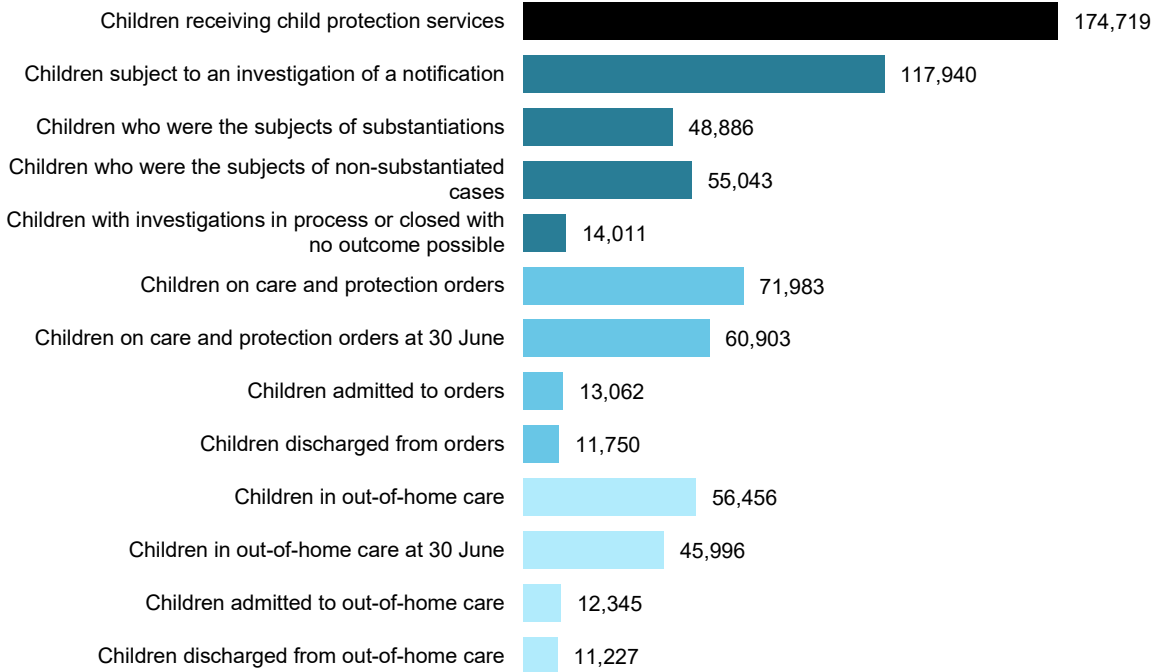 Children receiving child protection services 174,719
Children subject to an investigation of a notification 117,940
Children who were the subjects of substantiations 48,886
Children who were the subjects of non-substantiated
cases 55,043
Children with investigations in process or closed with
no outcome possible 14,011
Children on care and protection orders 71,983
Children on care and protection orders at 30 June 60,903
Children admitted to orders 13,062
Children discharged from orders 11,750
Children in out-of-home care 56,456
Children in out-of-home care at 30 June 45,996
Children admitted to out-of-home care 12,345
Children discharged from out-of-home care 11,227